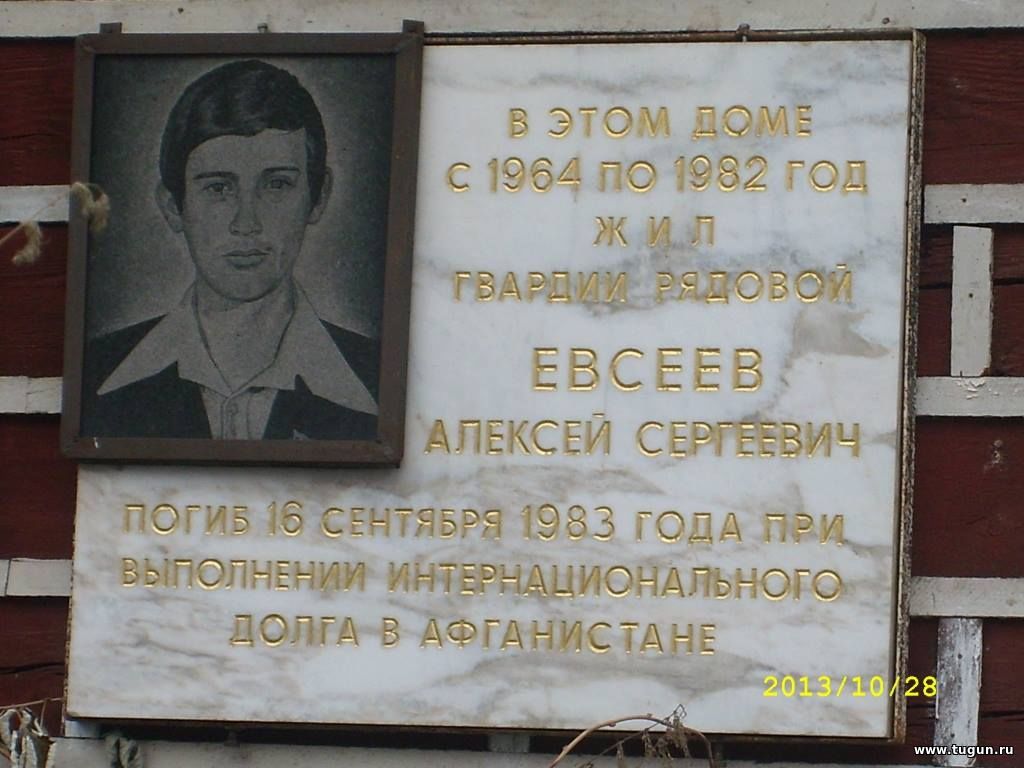 В ЭТОМ ДОМЕ
С 1964 ПО 1982 ГОД
ЖИЛ
ГВАРДИИ РЯДОВОЙ
ЕВСЕЕВ
АЛЕКСЕЙ СЕРГЕЕВИЧ
ПОГИБ 16 СЕНТЯБРЯ 1983 ГОДА ПРИ
ВЫПОЛНЕНИИ ИНТЕРНАЦИОНАЛЬНОГО
ДОЛГА В АФГАНИСТАНЕ
2013/10/28
www.tugun.ru